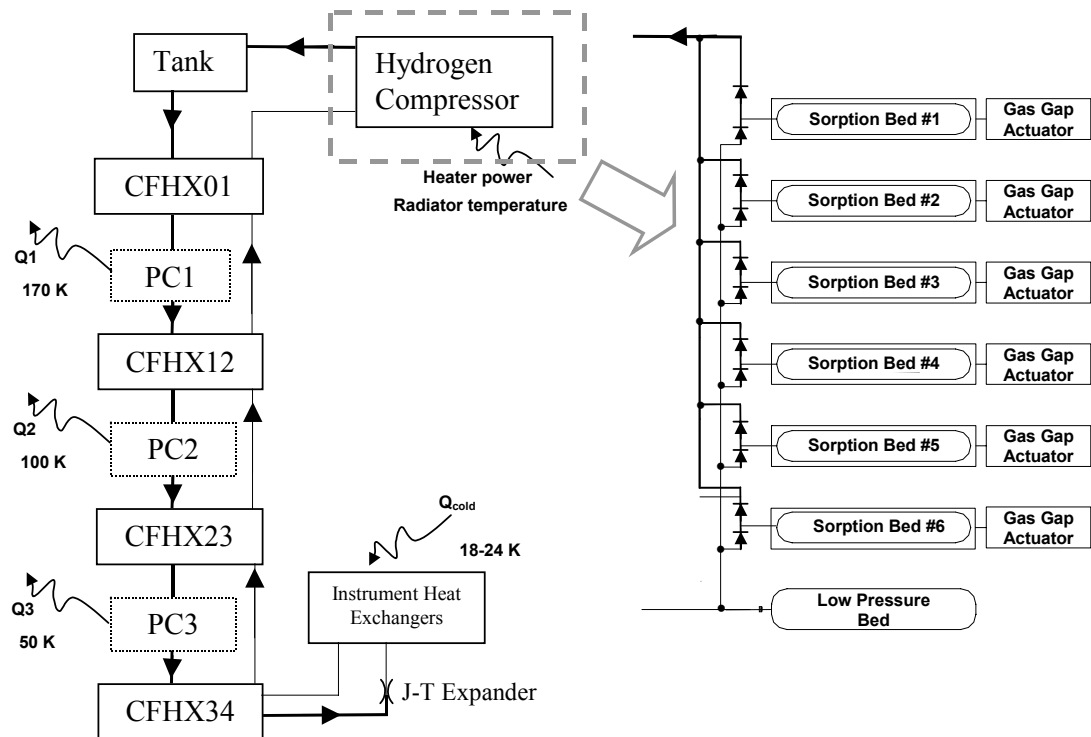 Tank
Hydrogen
Compressor
Heater power
Radiator temperature
CFHX01
Q1
170 K
PC1
CFHX12
Q2
100 K
PC2
CFHX23
Q3
50 K
PC3
CFHX34
Qcold
18-24 K
Instrument Heat
Exchangers
J-T Expander
Sorption Bed #1
Gas Gap
Actuator
Sorption Bed #2
Gas Gap
Actuator
Sorption Bed #3
Gas Gap
Actuator
Sorption Bed #4
Gas Gap
Actuator
Sorption Bed #5
Gas Gap
Actuator
Sorption Bed #6
Gas Gap
Actuator
Low Pressure
Bed